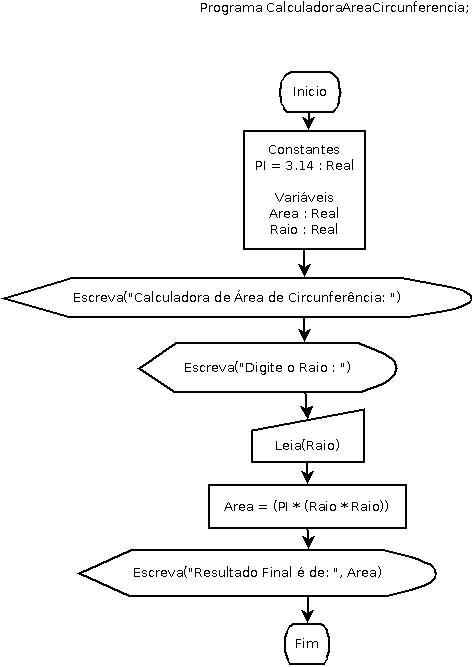 Programa CalculadoraAreaCircunferencia;
Inicio
Constantes
PI = 3.14 : Real
Variáveis
Area : Real
Raio : Real
Escreva("Calculadora de Área de Circunferência: ")
Escreva("Digite o Raio : ")
Leia(Raio)
Area = (PI * (Raio * Raio))
Escreva("Resultado Final é de: ", Area)
Fim